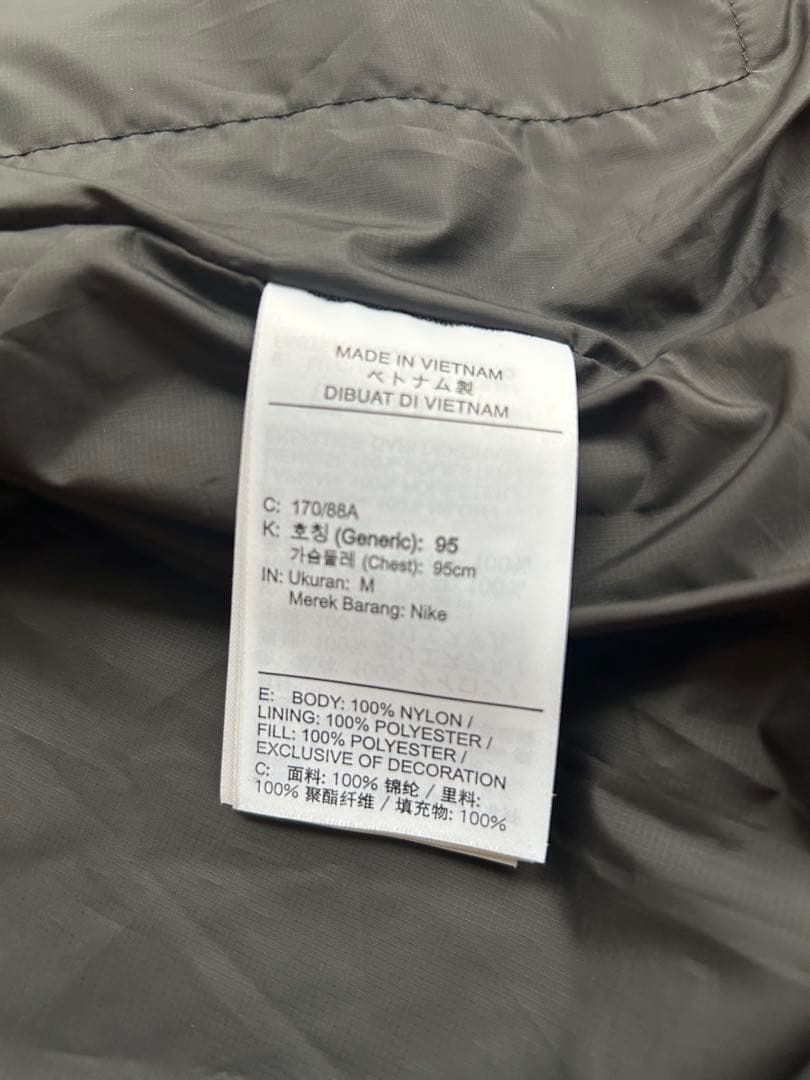 MADE IN VIETNAM
ベトナム製
DIBUAT DI VIETNAM
C: 170/88A
K: 호칭 (Generic): 95
가슴둘레 (Chest): 95cm
IN: Ukuran: M
Merek Barang: Nike
E: BODY: 100% NYLON /
LINING: 100% POLYESTER /
FILL: 100% POLYESTER /
EXCLUSIVE OF DECORATION
C: 面料: 100% 锦纶 / 里料:
100% 聚酯纤维 / 填充物: 100%